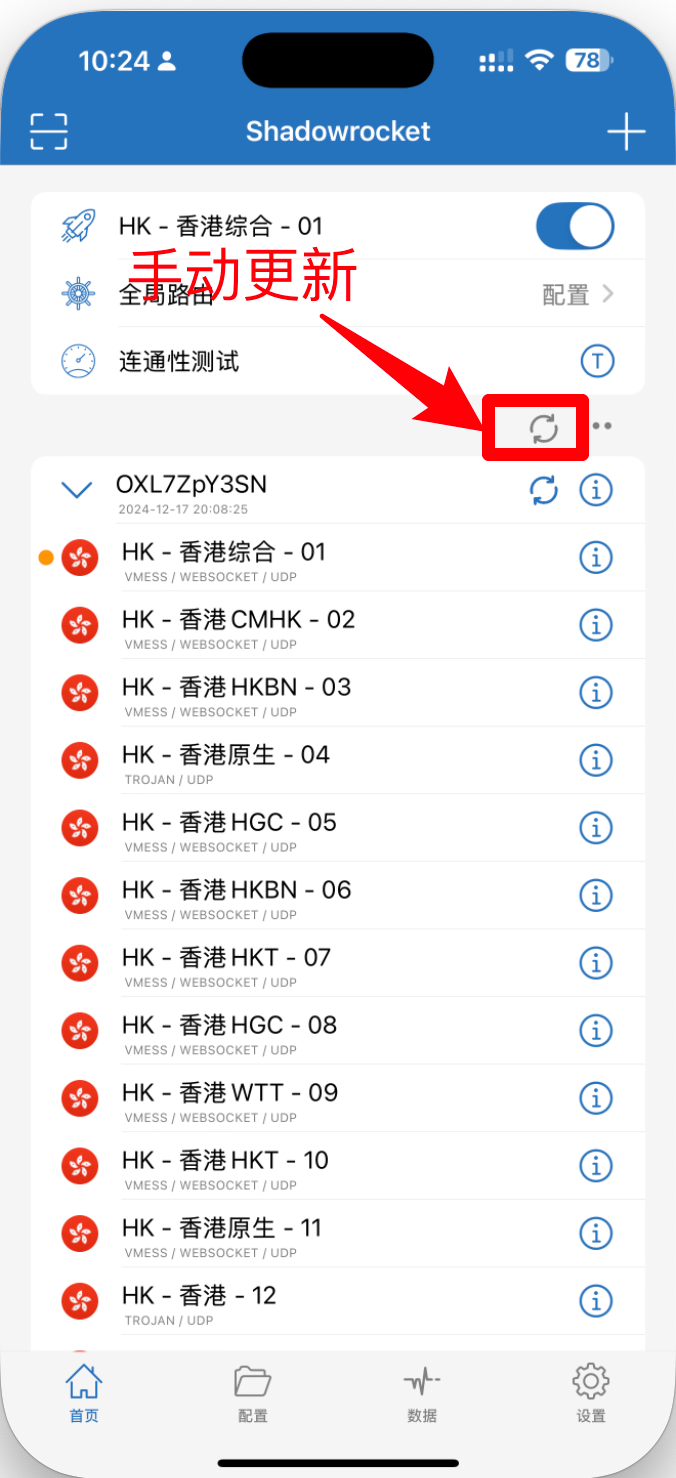 10:24
78
Shadowrocket
HK - 香港综合 - 01
手动更新
全局路由
配置
连通性测试
T
OXL7ZpY3SN
2024-12-17 20:08:25
HK - 香港综合 - 01
VMESS / WEBSOCKET / UDP
HK - 香港 CMHK - 02
VMESS / WEBSOCKET / UDP
HK - 香港 HKBN - 03
VMESS / WEBSOCKET / UDP
HK - 香港原生 - 04
TROJAN / UDP
HK - 香港 HGC - 05
VMESS / WEBSOCKET / UDP
HK - 香港 HKBN - 06
VMESS / WEBSOCKET / UDP
HK - 香港 HKT - 07
VMESS / WEBSOCKET / UDP
HK - 香港 HGC - 08
VMESS / WEBSOCKET / UDP
HK - 香港 WTT - 09
VMESS / WEBSOCKET / UDP
HK - 香港 HKT - 10
VMESS / WEBSOCKET / UDP
HK - 香港原生 - 11
VMESS / WEBSOCKET / UDP
HK - 香港 - 12
TROJAN / UDP
首页
配置
数据
设置